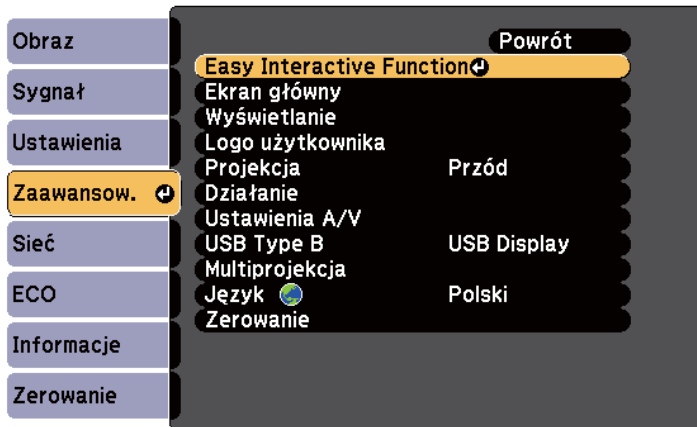 Obraz
Sygnał
Ustawienia
Zaawansow.
Sieć
ECO
Informacje
Zerowanie
Powrót
Easy Interactive Function
Ekran główny
Wyświetlanie
Logo użytkownika
Projekcja Przód
Działanie
Ustawienia A/V
USB Type B USB Display
Multiprojekcja
Język Polski
Zerowanie